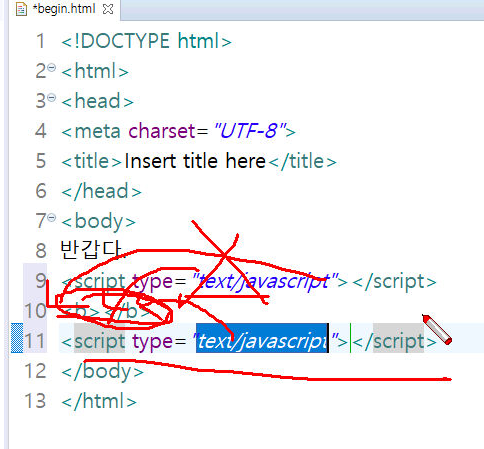 *begin.html
1 <!DOCTYPE html>
2 <html>
3 <head>
4 <meta charset="UTF-8">
5 <title>Insert title here</title>
6 </head>
7 <body>
8 반갑다
9 <script type="text/javascript"></script>
10 <b></b>
11 <script type="text/javascript"></script>
12 </body>
13 </html>